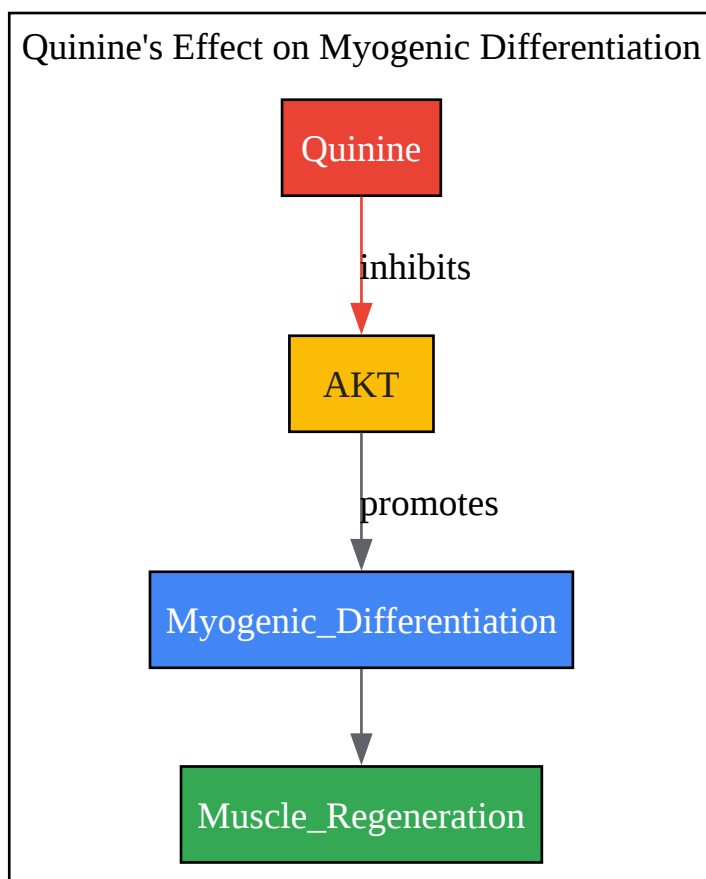 Quinine's Effect on Myogenic Differentiation
Quinine
inhibits
AKT
promotes
Myogenic_Differentiation
Muscle_Regeneration